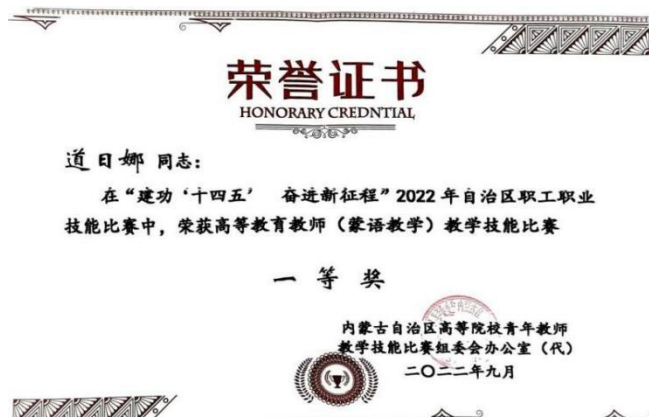 荣誉证书
HONORARY CREDNTIAL
道日娜 同志：
在“建功‘十四五’ 奋进新征程”2022年自治区职工职业
技能比赛中，荣获高等教育教师（蒙语教学）教学技能比赛
一等奖
内蒙古自治区高等院校青年教师
教学技能比赛组委会办公室（代）
二〇二二年九月